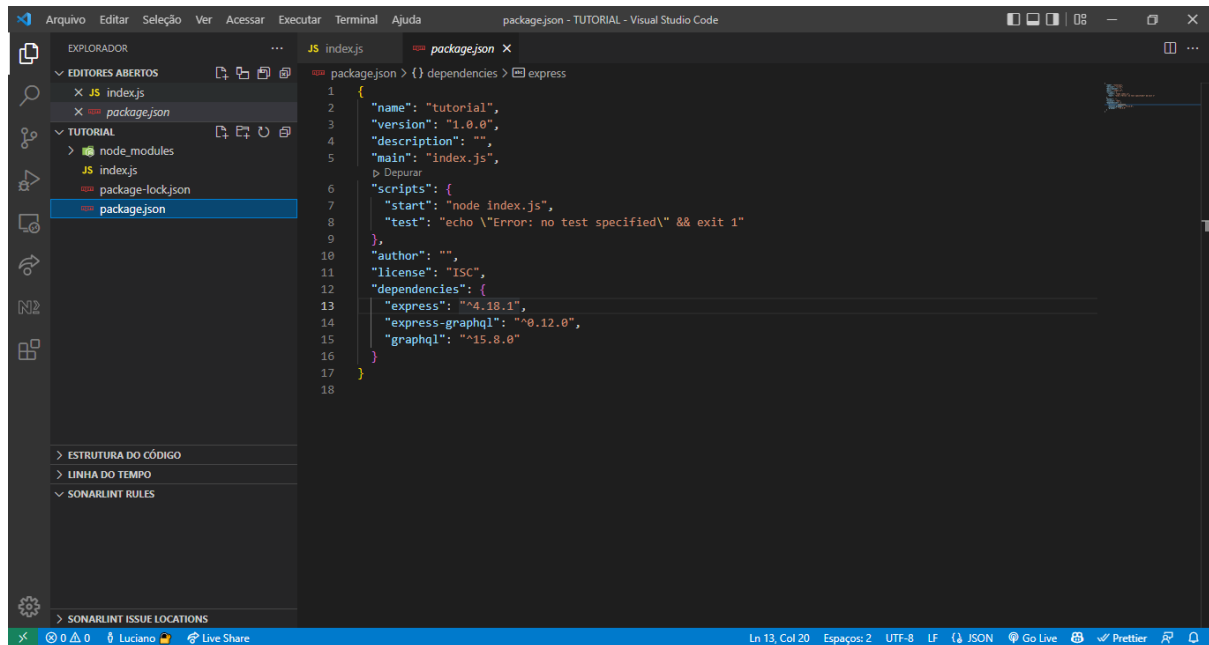 Arquivo Editar Seleção Ver Acessar Executar Terminal Ajuda package.json - TUTORIAL - Visual Studio Code
EXPLORADOR
EDITORES ABERTOS
JS index.js
package.json
TUTORIAL
node_modules
JS index.js
package-lock.json
package.json
ESTRUTURA DO CÓDIGO
LINHA DO TEMPO
SONARLINT RULES
SONARLINT ISSUE LOCATIONS
JS index.js package.json
package.json > {} dependencies > express
1 {
2 "name": "tutorial",
3 "version": "1.0.0",
4 "description": "",
5 "main": "index.js",
Depurar
6 "scripts": {
7 "start": "node index.js",
8 "test": "echo \"Error: no test specified\" && exit 1"
9 },
10 "author": "",
11 "license": "ISC",
12 "dependencies": {
13 "express": "^4.18.1",
14 "express-graphql": "^0.12.0",
15 "graphql": "^15.8.0"
16 }
17 }
18
0 0 Luciano Live Share Ln 13, Col 20 Espaços: 2 UTF-8 LF JSON Go Live Prettier